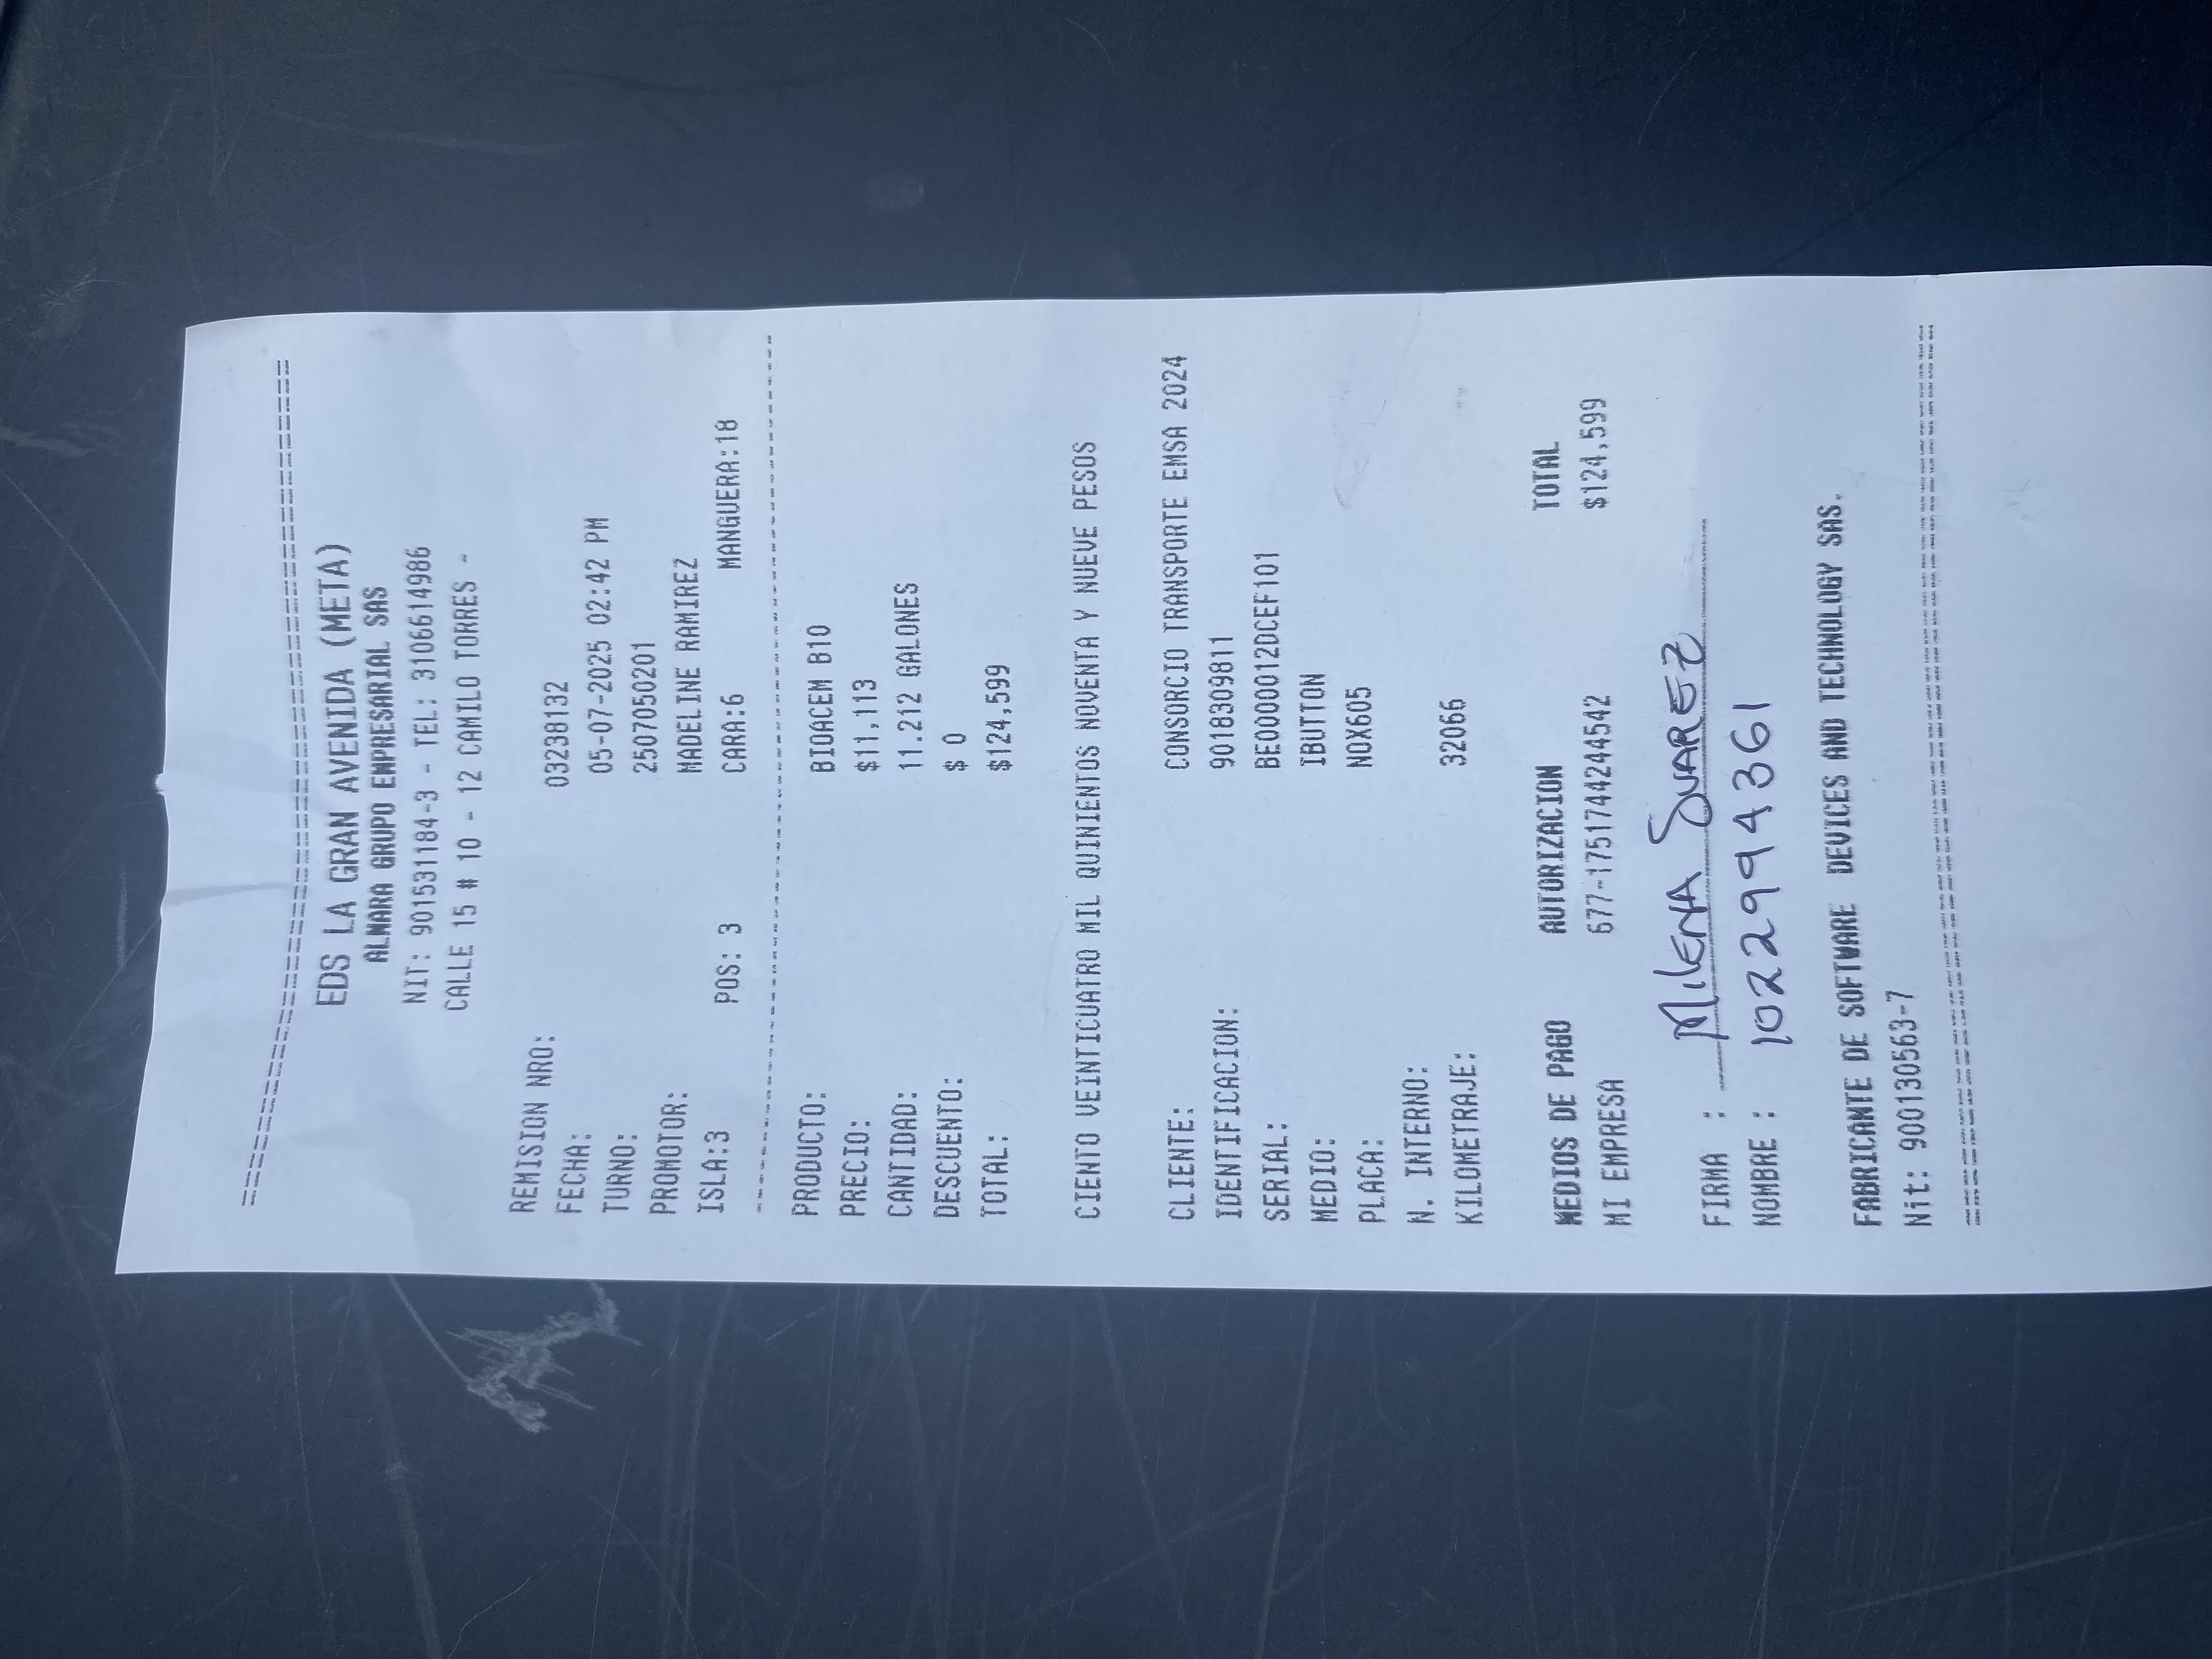 EDS LA GRAN AVENIDA (META)
ALMARA GRUPO EMPRESARIAL SAS
NIT: 901531184-3 - TEL: 3106614986
CALLE 15 # 10 - 12 CAMILO TORRES -
REMISION NRO: 03238132
FECHA: 05-07-2025 02:42 PM
TURNO: 2507050201
PROMOTOR: MADELINE RAMIREZ
ISLA:3 POS: 3 CARA:6 MANGUERA:18
PRODUCTO: BIOACEM B10
PRECIO: $11,113
CANTIDAD: 11.212 GALONES
DESCUENTO: $ 0
TOTAL: $124,599
CIENTO VEINTICUATRO MIL QUINIENTOS NOVENTA Y NUEVE PESOS
CLIENTE: CONSORCIO TRANSPORTE EMSA 2024
IDENTIFICACION: 9018309811
SERIAL: BE000012DCEF101
MEDIO: IBUTTON
PLACA: NOX605
N. INTERNO:
KILOMETRAJE: 32066
MEDIOS DE PAGO AUTORIZACION TOTAL
MI EMPRESA 677-1751744244542 $124,599
FIRMA : MILENA SUAREZ
NOMBRE : 1022994361
FABRICANTE DE SOFTWARE DEVICES AND TECHNOLOGY SAS.
Nit: 900130563-7